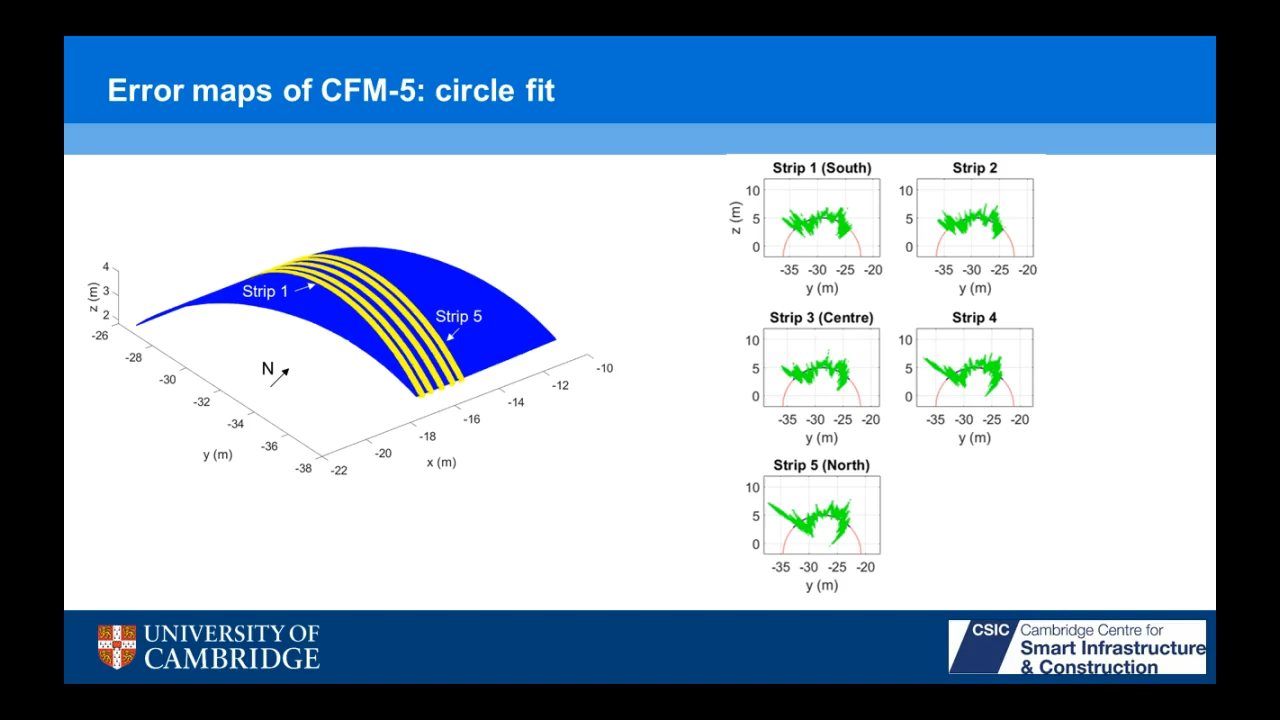 Error maps of CFM-5: circle fit
Strip 1
Strip 5
N
4
3
2
z (m)
-26
-28
-30
-32
-34
-36
-38
y (m)
-22
-20
-18
-16
-14
-12
-10
x (m)
Strip 1 (South)
10
5
0
z (m)
-35 -30 -25 -20
y (m)
Strip 2
10
5
0
-35 -30 -25 -20
y (m)
Strip 3 (Centre)
10
5
0
-35 -30 -25 -20
y (m)
Strip 4
10
5
0
-35 -30 -25 -20
y (m)
Strip 5 (North)
10
5
0
-35 -30 -25 -20
y (m)
UNIVERSITY OF
CAMBRIDGE
CSIC
Cambridge Centre for
Smart Infrastructure
& Construction